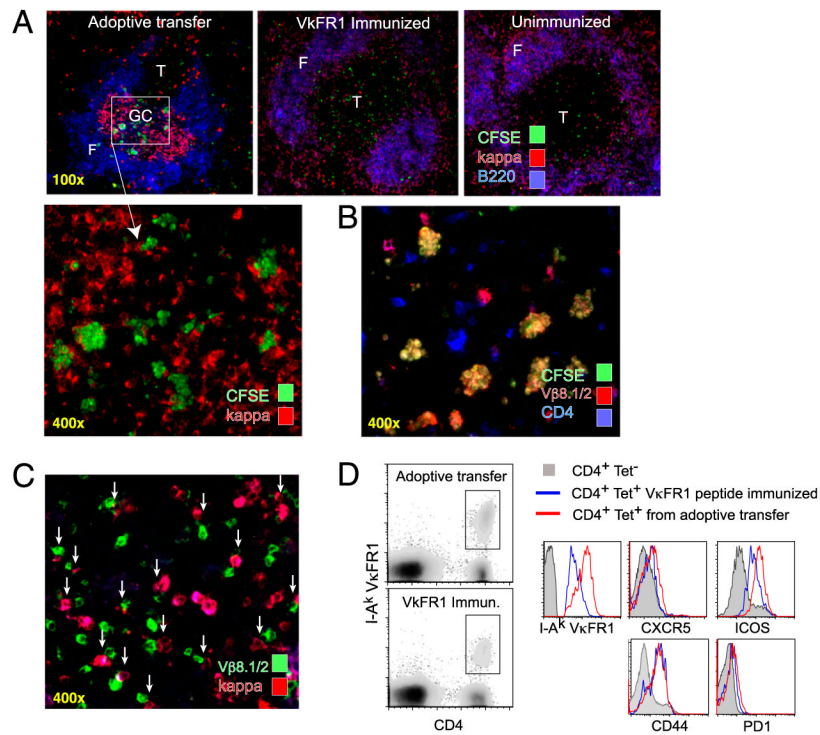 A
Adoptive transfer
VkFR1 Immunized
Unimmunized
T
GC
F
100x
F
T
F
T
CFSE
kappa
B220
CFSE
kappa
400x
B
CFSE
Vβ8.1/2
CD4
400x
C
Vβ8.1/2
kappa
400x
D
Adoptive transfer
VkFR1 Immun.
I-Aᵏ VκFR1
CD4
CD4⁺ Tet⁻
CD4⁺ Tet⁺ VκFR1 peptide immunized
CD4⁺ Tet⁺ from adoptive transfer
I-Aᵏ VκFR1
CXCR5
ICOS
CD44
PD1